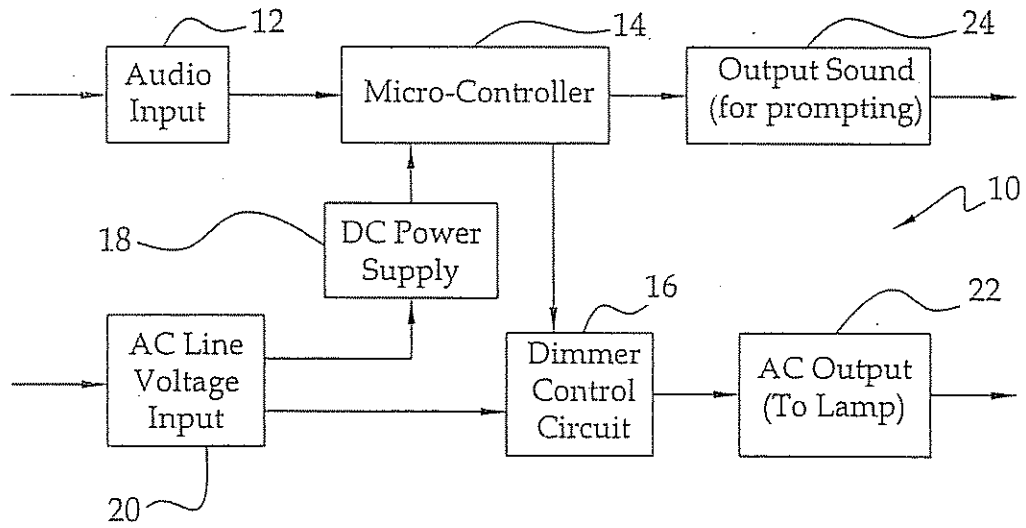 12
14
24
Audio
Input
Micro-Controller
Output Sound
(for prompting)
10
18
DC Power
Supply
16
22
AC Line
Voltage
Input
Dimmer
Control
Circuit
AC Output
(To Lamp)
20